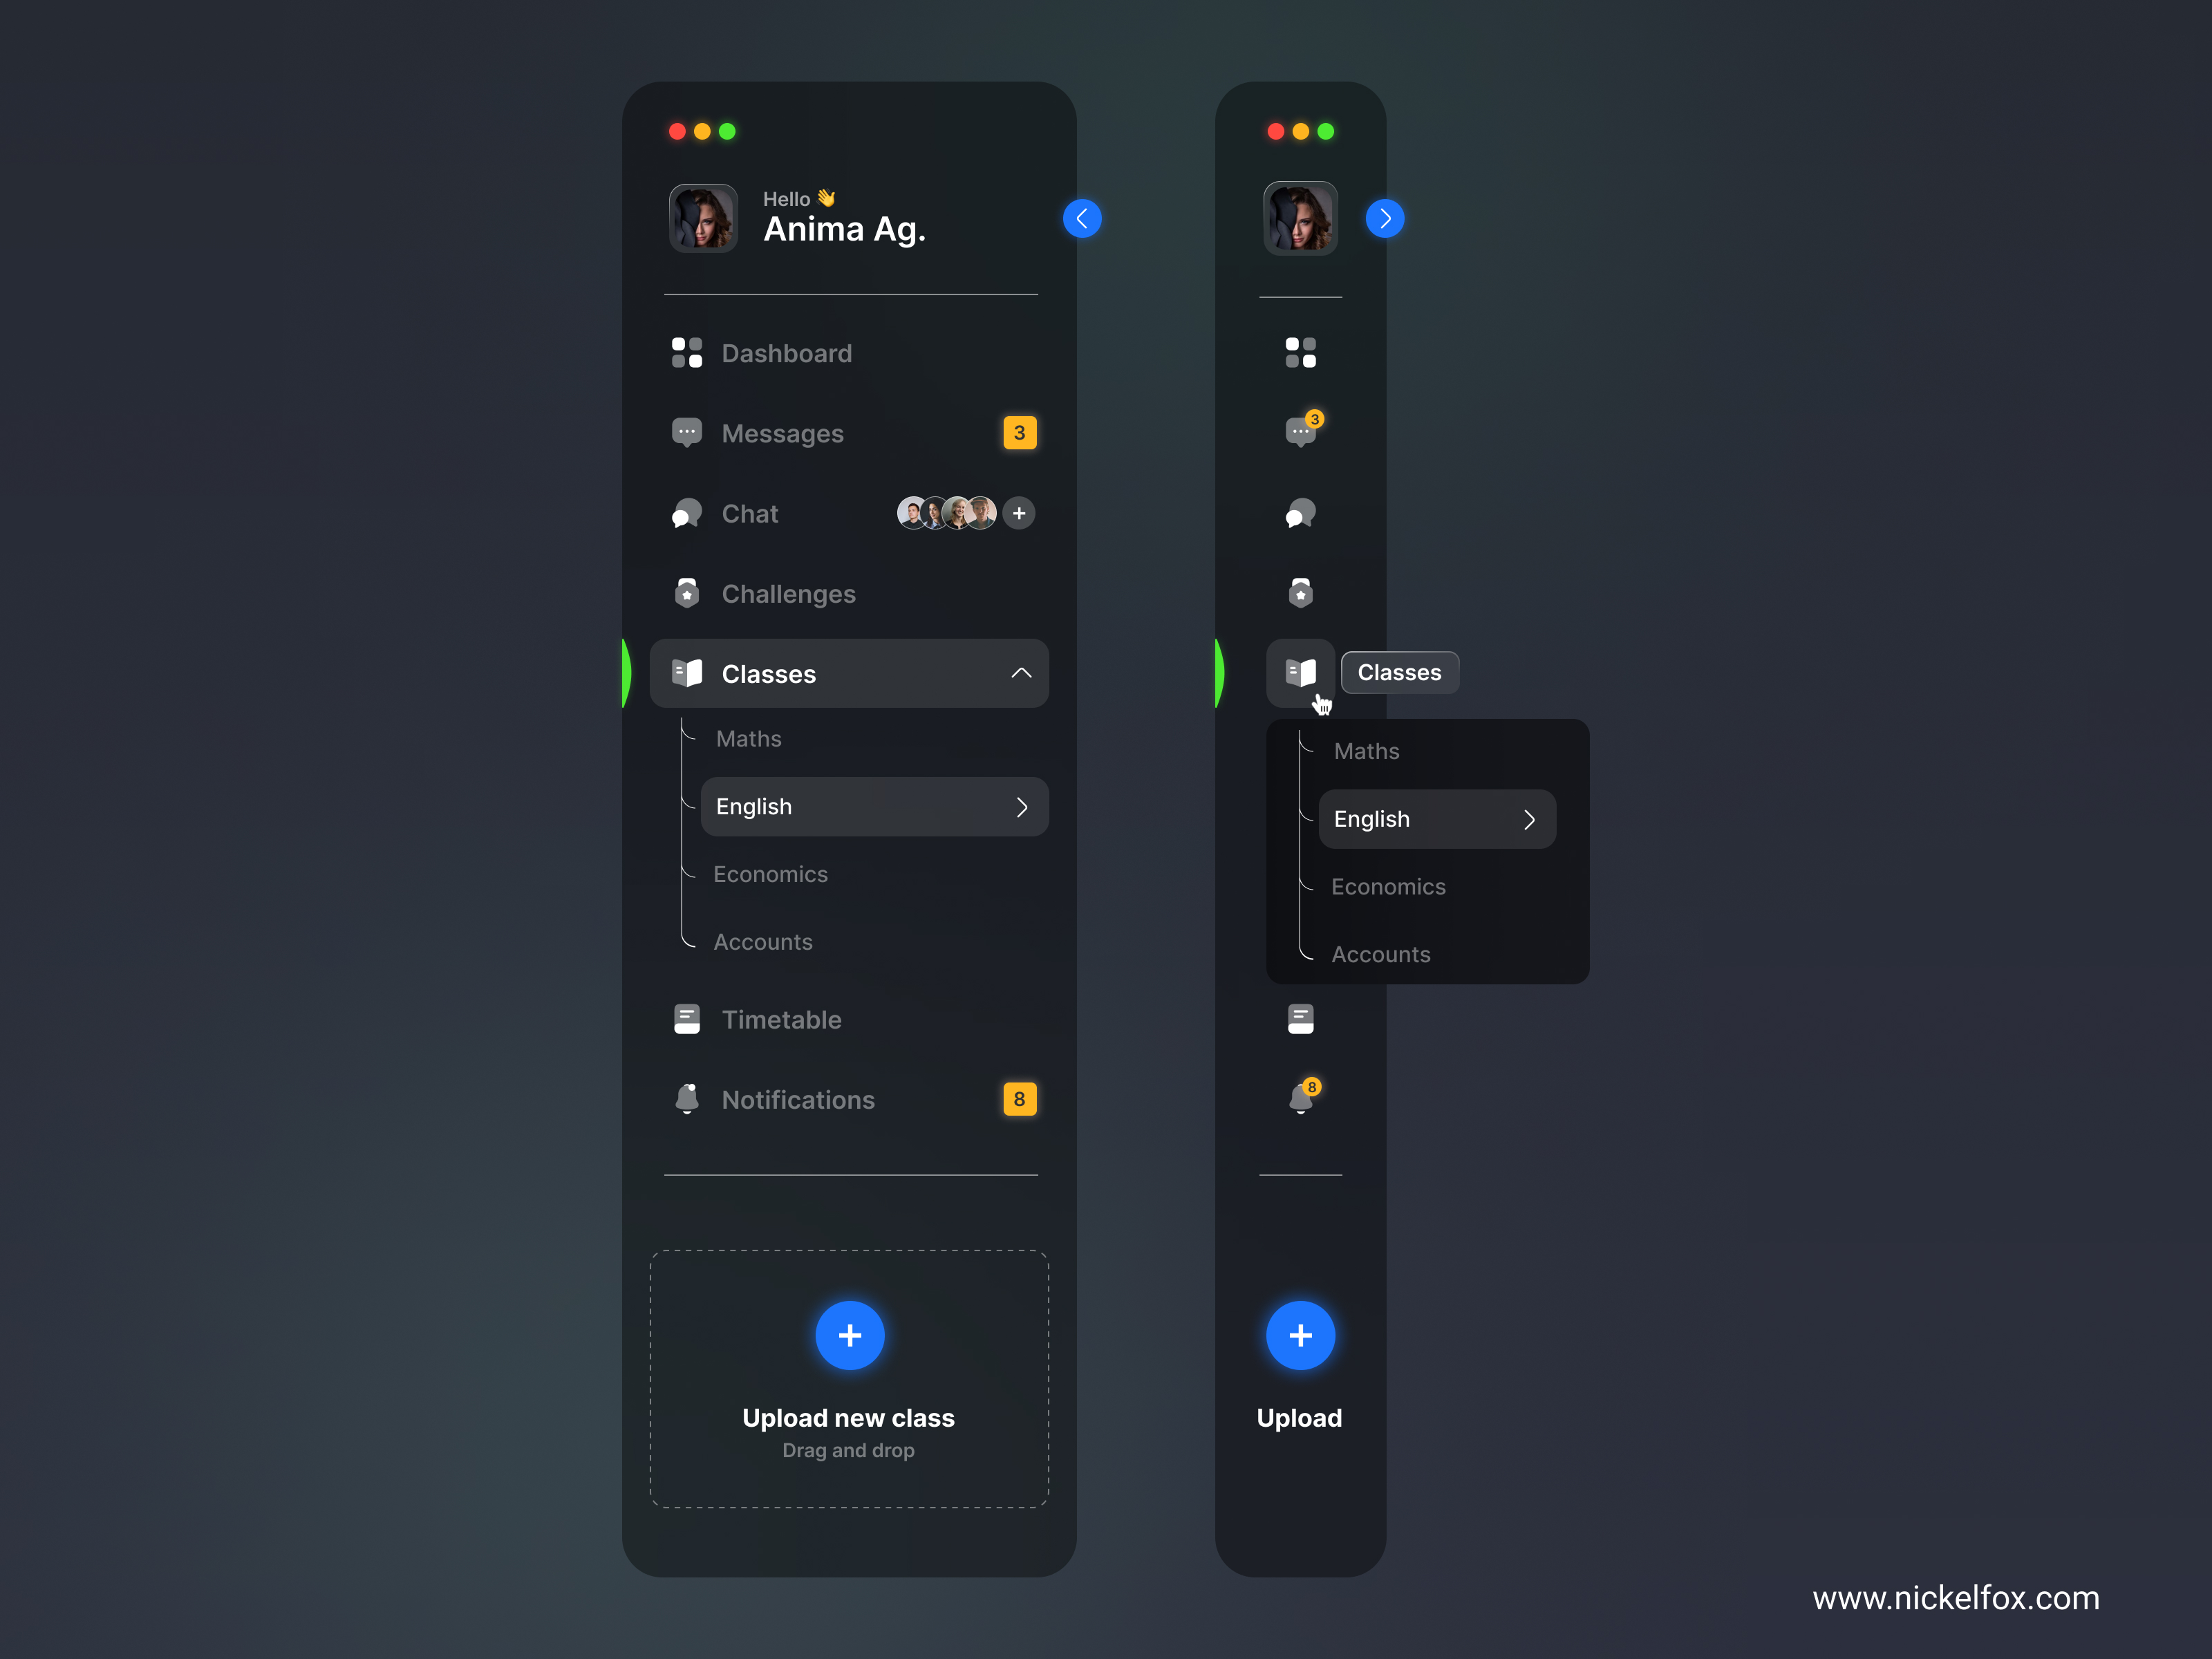 Hello 👋
Anima Ag.
Dashboard
Messages 3
Chat
Challenges
Classes
Maths
English
Economics
Accounts
Timetable
Notifications 8
Upload new class
Drag and drop
3
Classes
Maths
English
Economics
Accounts
8
Upload
www.nickelfox.com